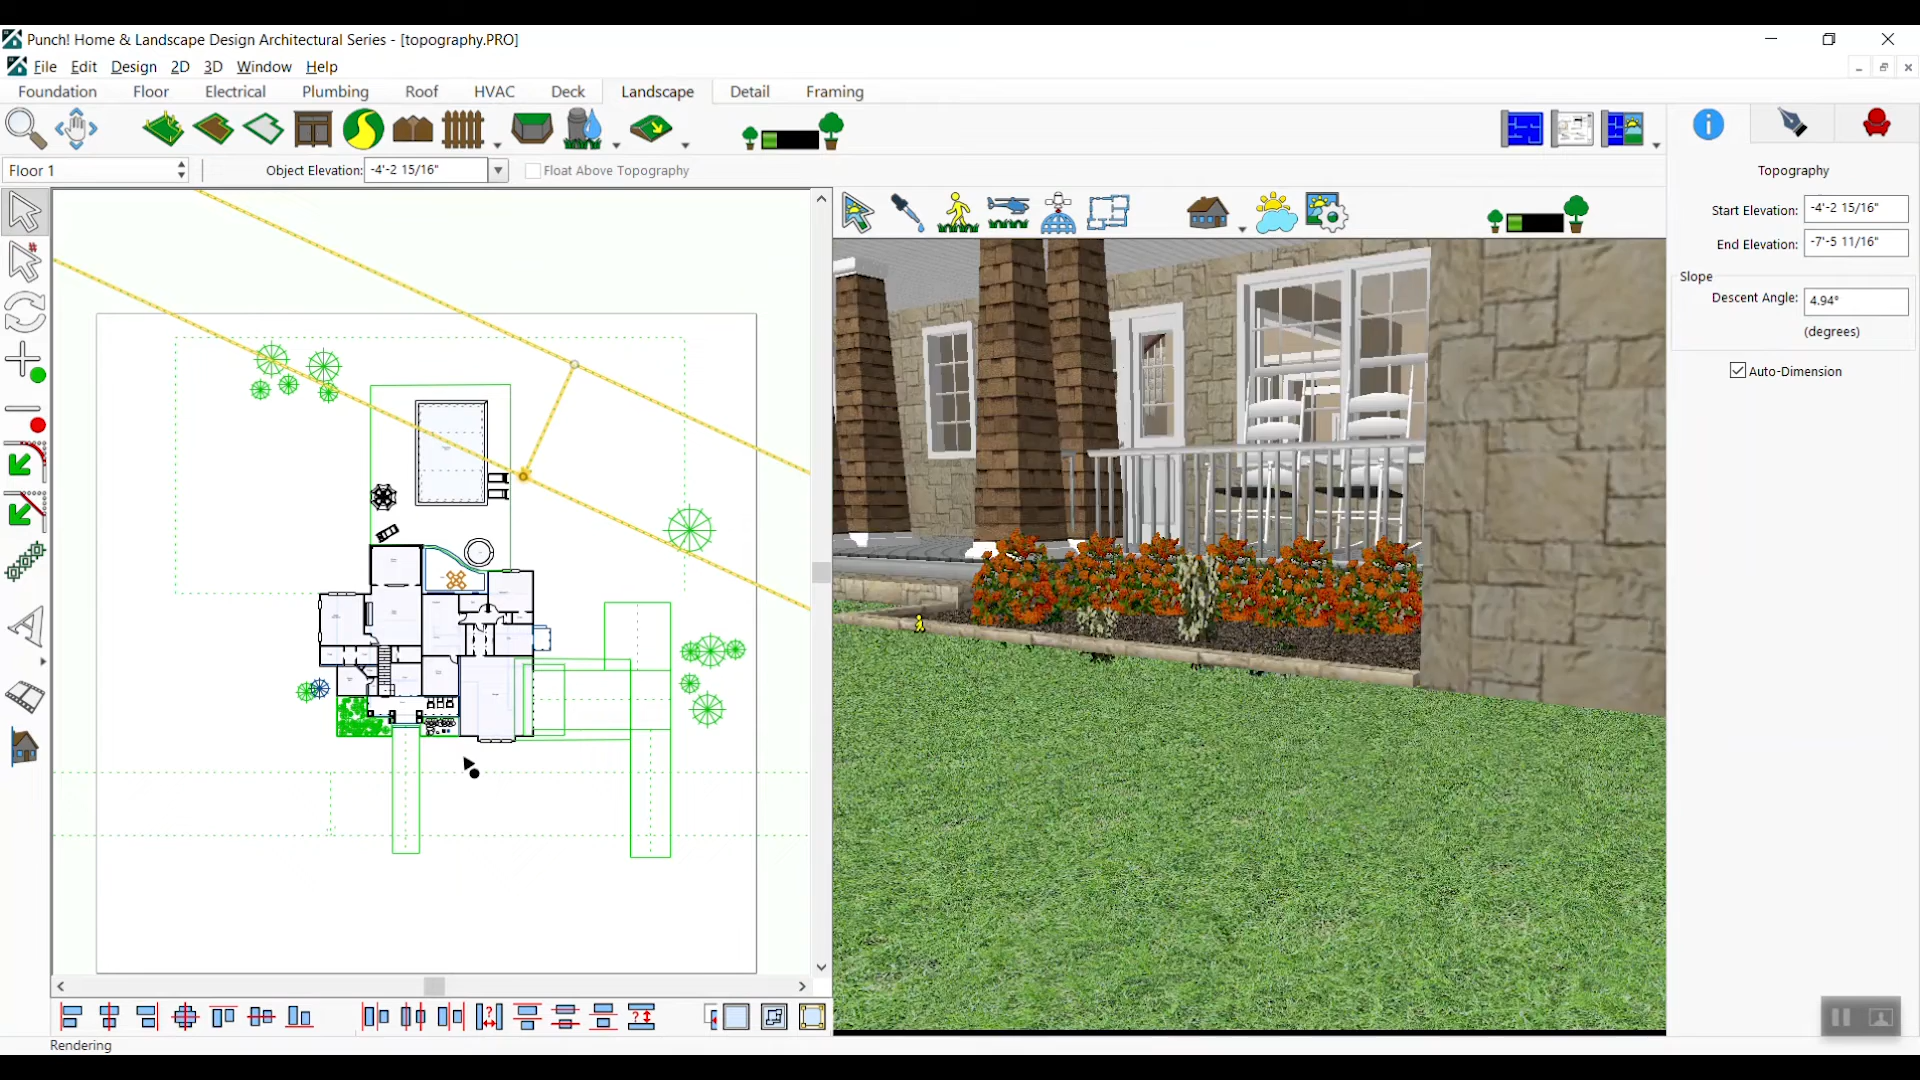 Punch! Home & Landscape Design Architectural Series - [topography.PRO]
File Edit Design 2D 3D Window Help
Foundation Floor Electrical Plumbing Roof HVAC Deck Landscape Detail Framing
Floor 1 Object Elevation: -4'-2 15/16" Float Above Topography
Topography
Start Elevation: -4'-2 15/16"
End Elevation: -7'-5 11/16"
Slope
Descent Angle: 4.94°
(degrees)
Auto-Dimension
Rendering